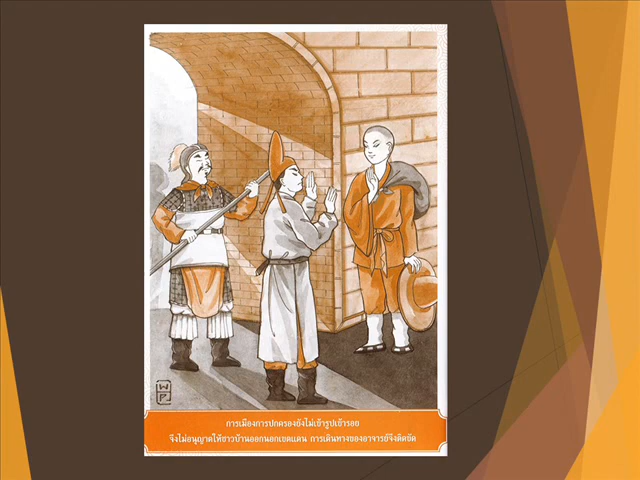 WP
การเมืองการปกครองยังไม่เข้ารูปเข้ารอย
จึงไม่อนุญาตให้ชาวบ้านออกนอกเขตแดน การเดินทางของอาจารย์จึงติดขัด